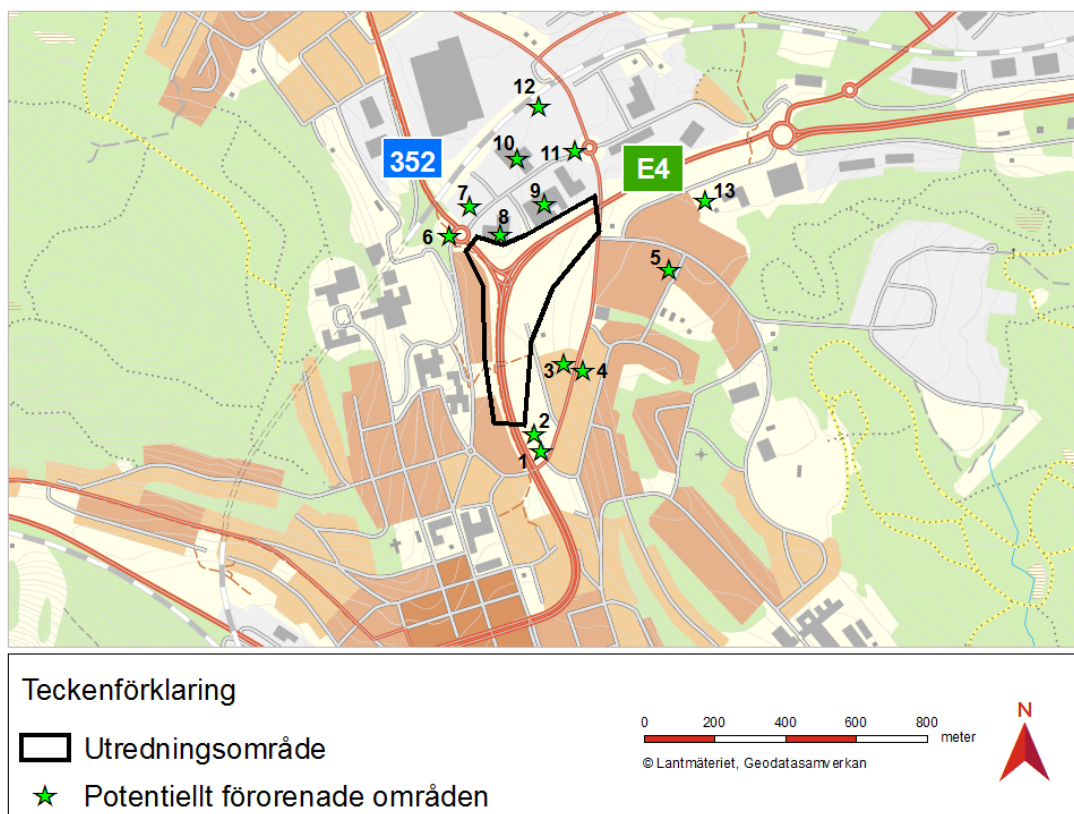 12
352
10
11
E4
7
9
13
8
6
5
3
4
2
1
Teckenförklaring
Utredningsområde
Potentiellt förorenade områden
0 200 400 600 800
meter
© Lantmäteriet, Geodatasamverkan
N